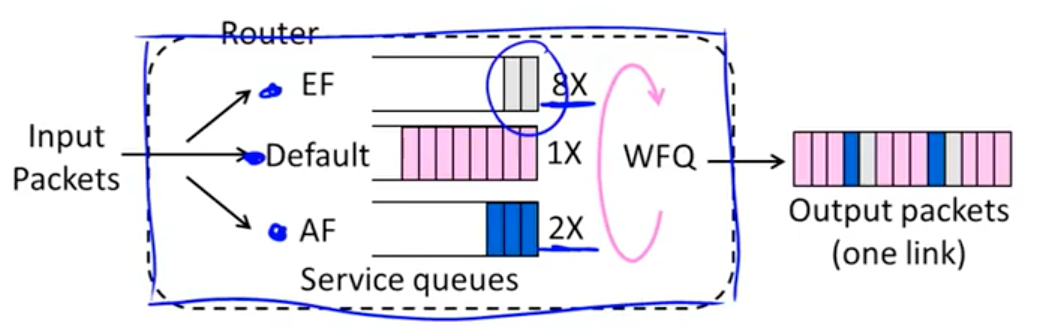 Router
EF
8X
Input
Packets
Default
1X
WFQ
AF
2X
Service queues
Output packets
(one link)